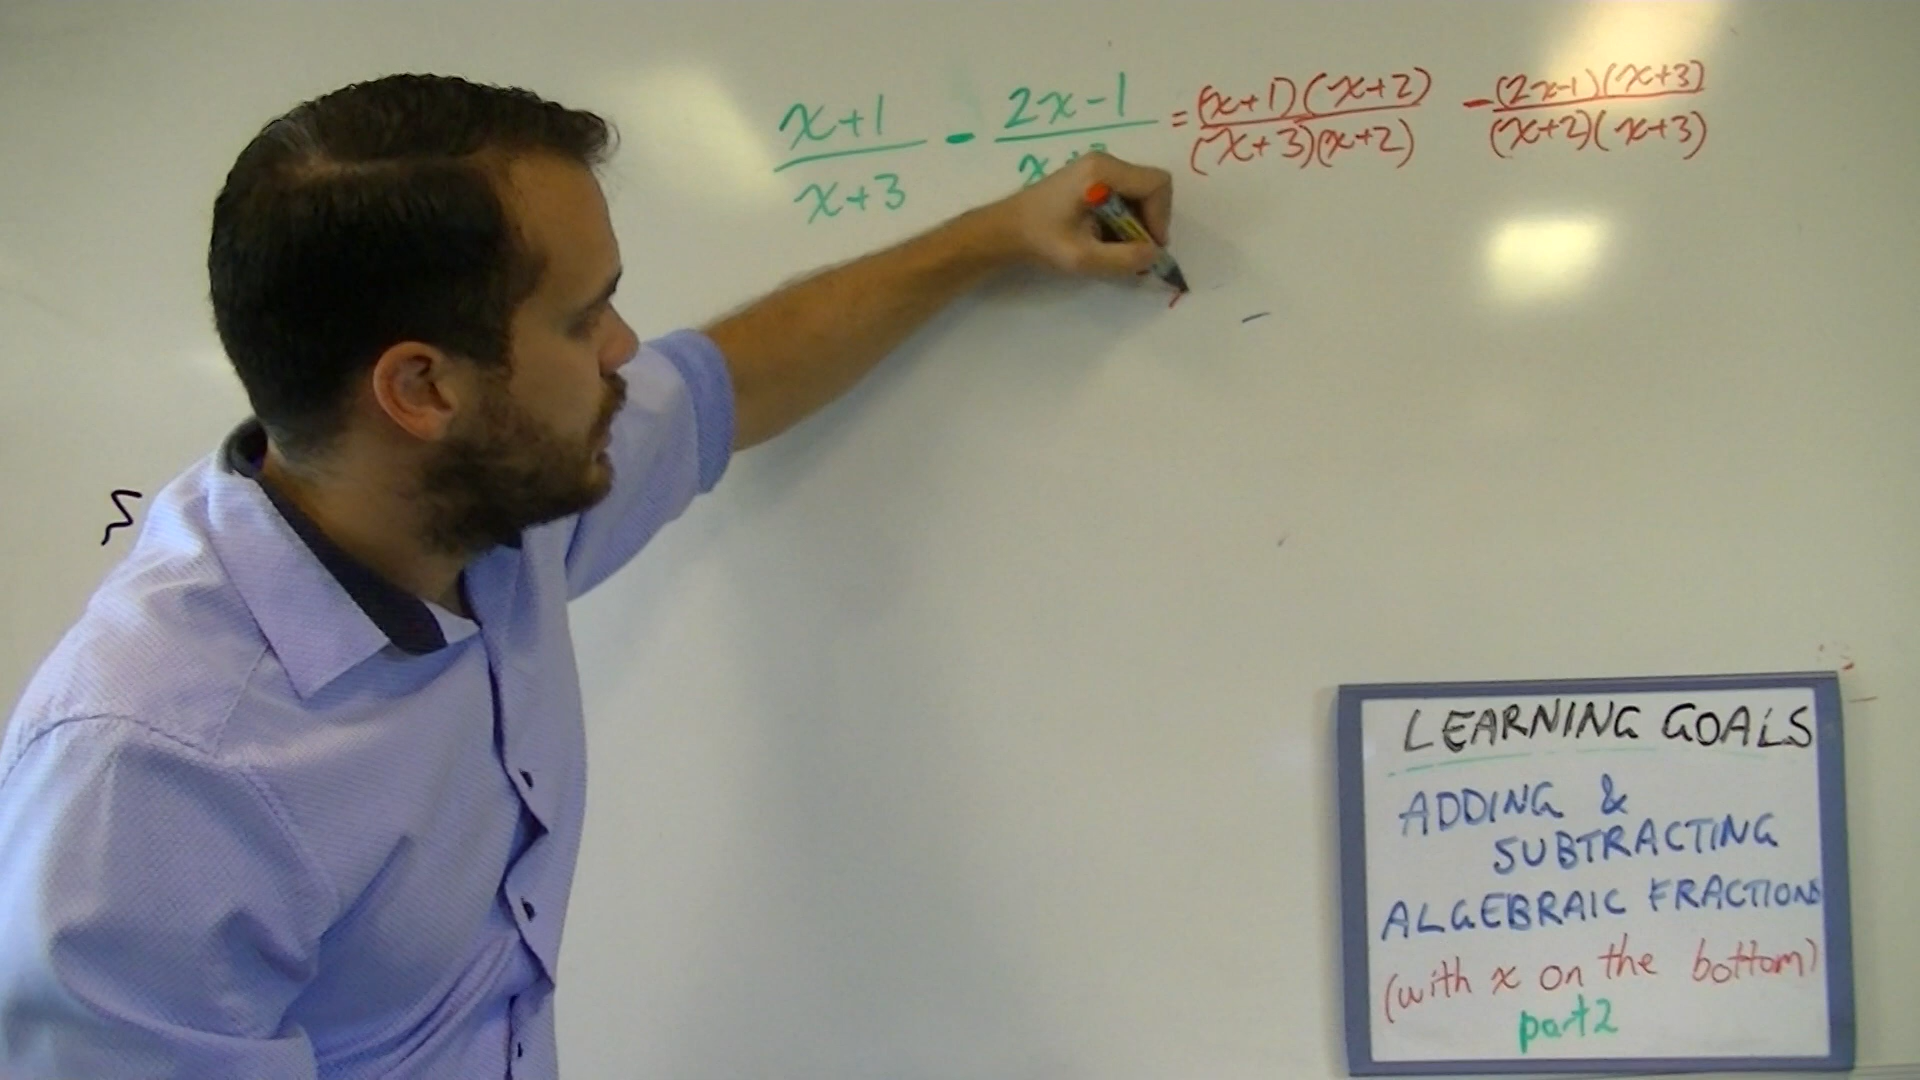 x+1 - 2x-1 = (x+1)(x+2) - (2x-1)(x+3)
x+3 (x+3)(x+2) (x+2)(x+3)
LEARNING GOALS
ADDING &
SUBTRACTING
ALGEBRAIC FRACTIONS
(with x on the bottom)
part 2